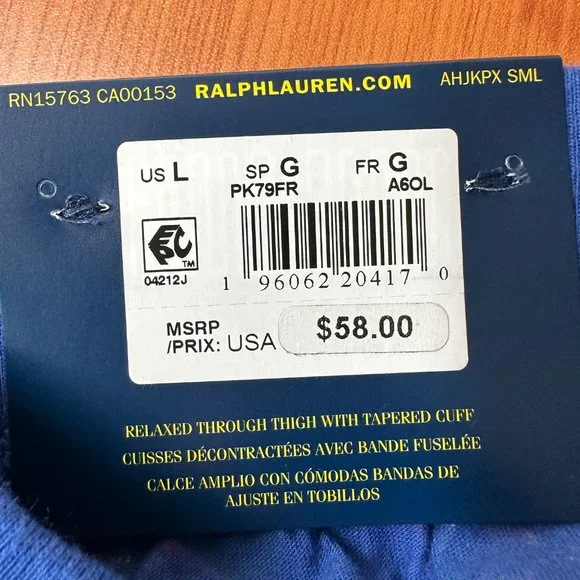 RN15763 CA00153 RALPHLAUREN.COM AHJKPX SML
US L SP G FR G
PK79FR A6OL
04212J
1 96062 20417 0
MSRP
/PRIX: USA $58.00
RELAXED THROUGH THIGH WITH TAPERED CUFF
CUISSES DÉCONTRACTÉES AVEC BANDE FUSELÉE
CALCE AMPLIO CON CÓMODAS BANDAS DE
AJUSTE EN TOBILLOS